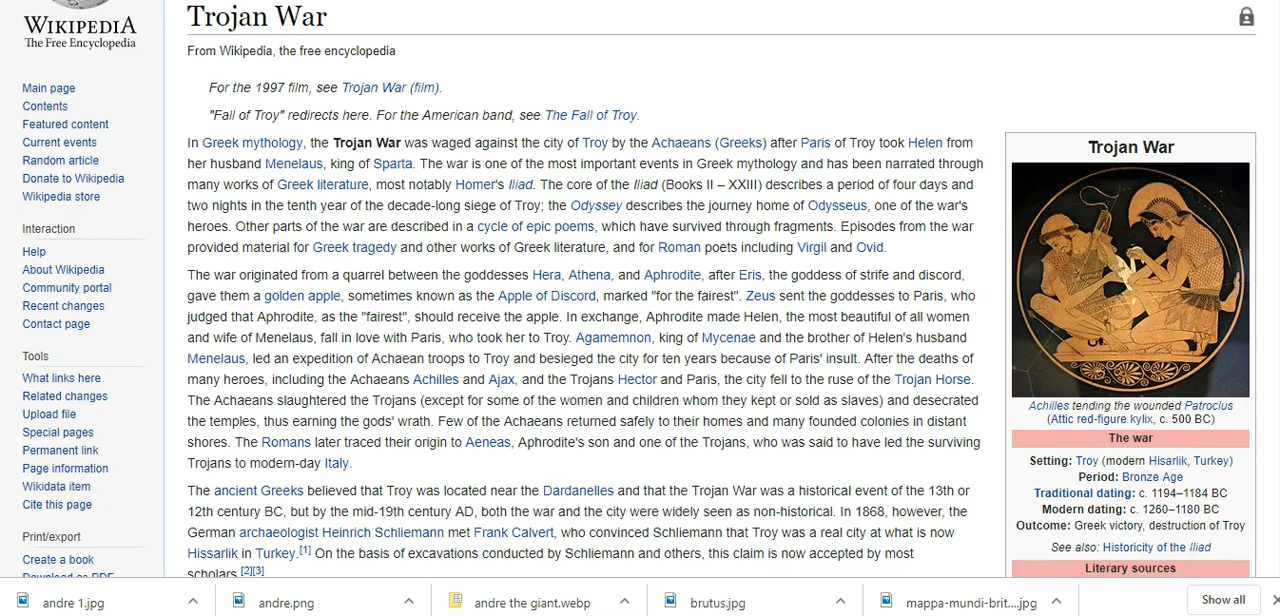 WIKIPEDIA
The Free Encyclopedia
Main page
Contents
Featured content
Current events
Random article
Donate to Wikipedia
Wikipedia store
Interaction
Help
About Wikipedia
Community portal
Recent changes
Contact page
Tools
What links here
Related changes
Upload file
Special pages
Permanent link
Page information
Wikidata item
Cite this page
Print/export
Create a book
Download as PDF
Trojan War
From Wikipedia, the free encyclopedia
For the 1997 film, see Trojan War (film).
"Fall of Troy" redirects here. For the American band, see The Fall of Troy.
In Greek mythology, the Trojan War was waged against the city of Troy by the Achaeans (Greeks) after Paris of Troy took Helen from
her husband Menelaus, king of Sparta. The war is one of the most important events in Greek mythology and has been narrated through
many works of Greek literature, most notably Homer's Iliad. The core of the Iliad (Books II – XXIII) describes a period of four days and
two nights in the tenth year of the decade-long siege of Troy; the Odyssey describes the journey home of Odysseus, one of the war's
heroes. Other parts of the war are described in a cycle of epic poems, which have survived through fragments. Episodes from the war
provided material for Greek tragedy and other works of Greek literature, and for Roman poets including Virgil and Ovid.
The war originated from a quarrel between the goddesses Hera, Athena, and Aphrodite, after Eris, the goddess of strife and discord,
gave them a golden apple, sometimes known as the Apple of Discord, marked "for the fairest". Zeus sent the goddesses to Paris, who
judged that Aphrodite, as the "fairest", should receive the apple. In exchange, Aphrodite made Helen, the most beautiful of all women
and wife of Menelaus, fall in love with Paris, who took her to Troy. Agamemnon, king of Mycenae and the brother of Helen's husband
Menelaus, led an expedition of Achaean troops to Troy and besieged the city for ten years because of Paris' insult. After the deaths of
many heroes, including the Achaeans Achilles and Ajax, and the Trojans Hector and Paris, the city fell to the ruse of the Trojan Horse.
The Achaeans slaughtered the Trojans (except for some of the women and children whom they kept or sold as slaves) and desecrated
the temples, thus earning the gods' wrath. Few of the Achaeans returned safely to their homes and many founded colonies in distant
shores. The Romans later traced their origin to Aeneas, Aphrodite's son and one of the Trojans, who was said to have led the surviving
Trojans to modern-day Italy.
The ancient Greeks believed that Troy was located near the Dardanelles and that the Trojan War was a historical event of the 13th or
12th century BC, but by the mid-19th century AD, both the war and the city were widely seen as non-historical. In 1868, however, the
German archaeologist Heinrich Schliemann met Frank Calvert, who convinced Schliemann that Troy was a real city at what is now
Hissarlik in Turkey.[1] On the basis of excavations conducted by Schliemann and others, this claim is now accepted by most
scholars.[2][3]
Trojan War
Achilles tending the wounded Patroclus
(Attic red-figure kylix, c. 500 BC)
The war
Setting: Troy (modern Hisarlik, Turkey)
Period: Bronze Age
Traditional dating: c. 1194–1184 BC
Modern dating: c. 1260–1180 BC
Outcome: Greek victory, destruction of Troy
See also: Historicity of the Iliad
Literary sources
andre 1.jpg
andre.png
andre the giant.webp
brutus.jpg
mappa-mundi-brit....jpg
Show all